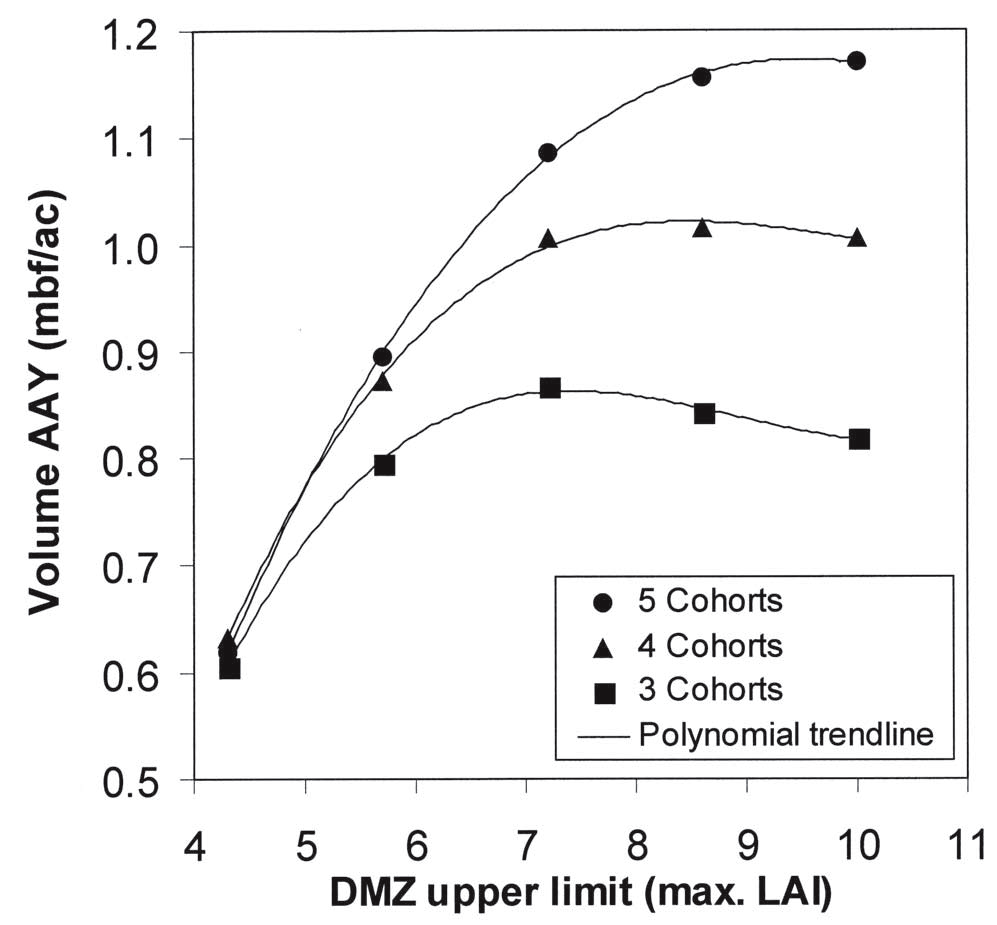 1.2
1.1
1.0
0.9
0.8
0.7
0.6
0.5
Volume AAY (mbf/ac)
5 Cohorts
4 Cohorts
3 Cohorts
Polynomial trendline
4 5 6 7 8 9 10 11
DMZ upper limit (max. LAI)